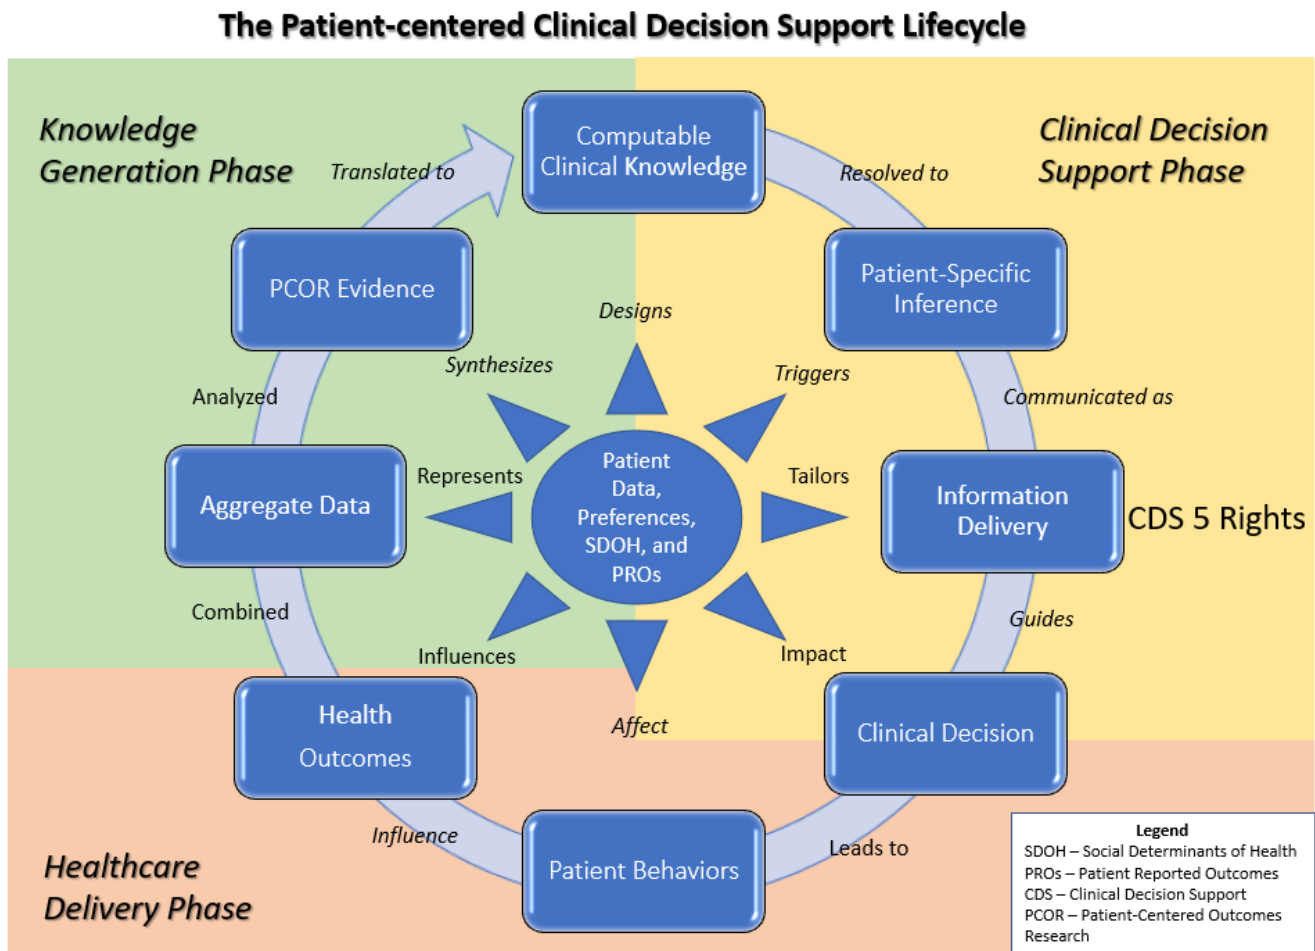 The Patient-centered Clinical Decision Support Lifecycle
Knowledge
Generation Phase
Clinical Decision
Support Phase
Computable
Clinical Knowledge
Translated to
Resolved to
PCOR Evidence
Patient-Specific
Inference
Designs
Synthesizes
Triggers
Analyzed
Communicated as
Represents
Tailors
Patient
Data,
Preferences,
SDOH, and
PROs
Aggregate Data
Information
Delivery
CDS 5 Rights
Combined
Guides
Influences
Impact
Health
Outcomes
Affect
Clinical Decision
Influence
Patient Behaviors
Leads to
Healthcare
Delivery Phase
Legend
SDOH – Social Determinants of Health
PROs – Patient Reported Outcomes
CDS – Clinical Decision Support
PCOR – Patient-Centered Outcomes
Research